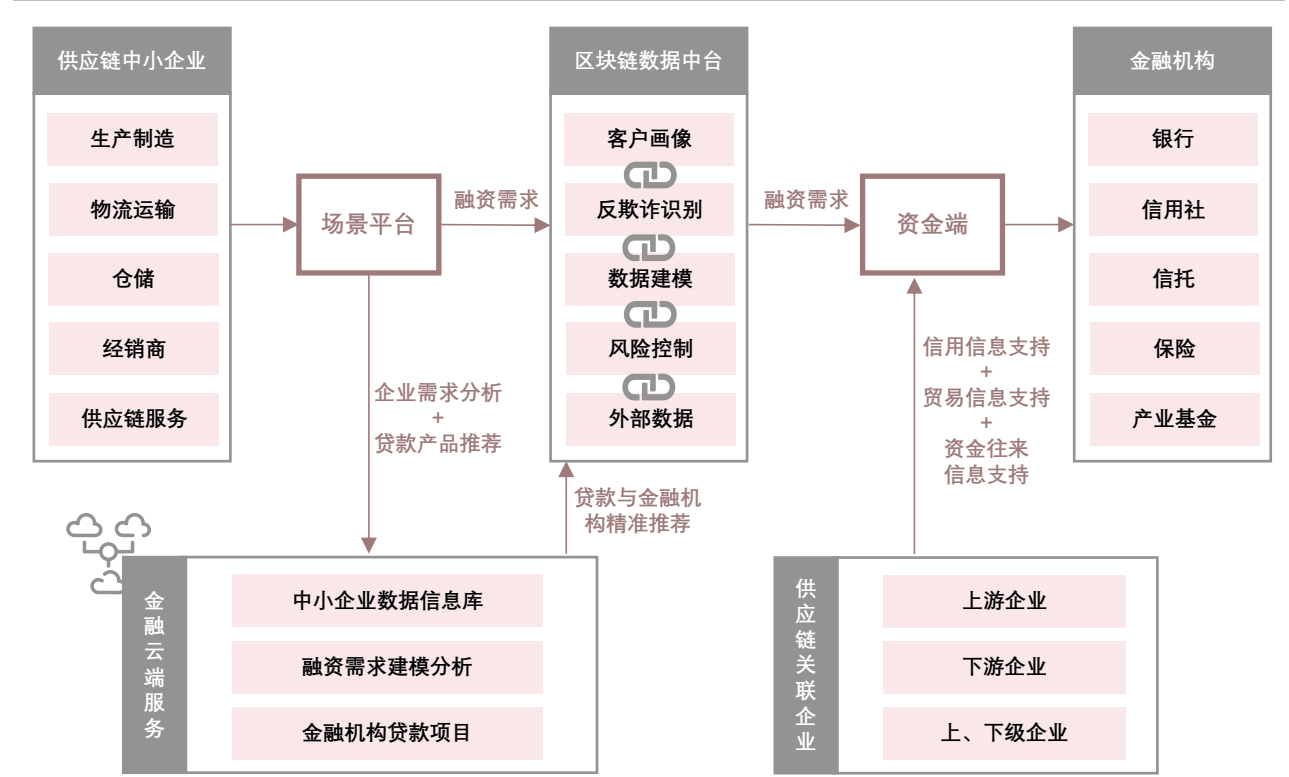 供应链中小企业
生产制造
物流运输
仓储
经销商
供应链服务
场景平台
融资需求
企业需求分析
+
贷款产品推荐
区块链数据中台
客户画像
反欺诈识别
数据建模
风险控制
外部数据
融资需求
资金端
金融机构
银行
信用社
信托
保险
产业基金
信用信息支持
+
贸易信息支持
+
资金往来
信息支持
贷款与金融机
构精准推荐
金融云端服务
中小企业数据信息库
融资需求建模分析
金融机构贷款项目
供应链关联企业
上游企业
下游企业
上、下级企业